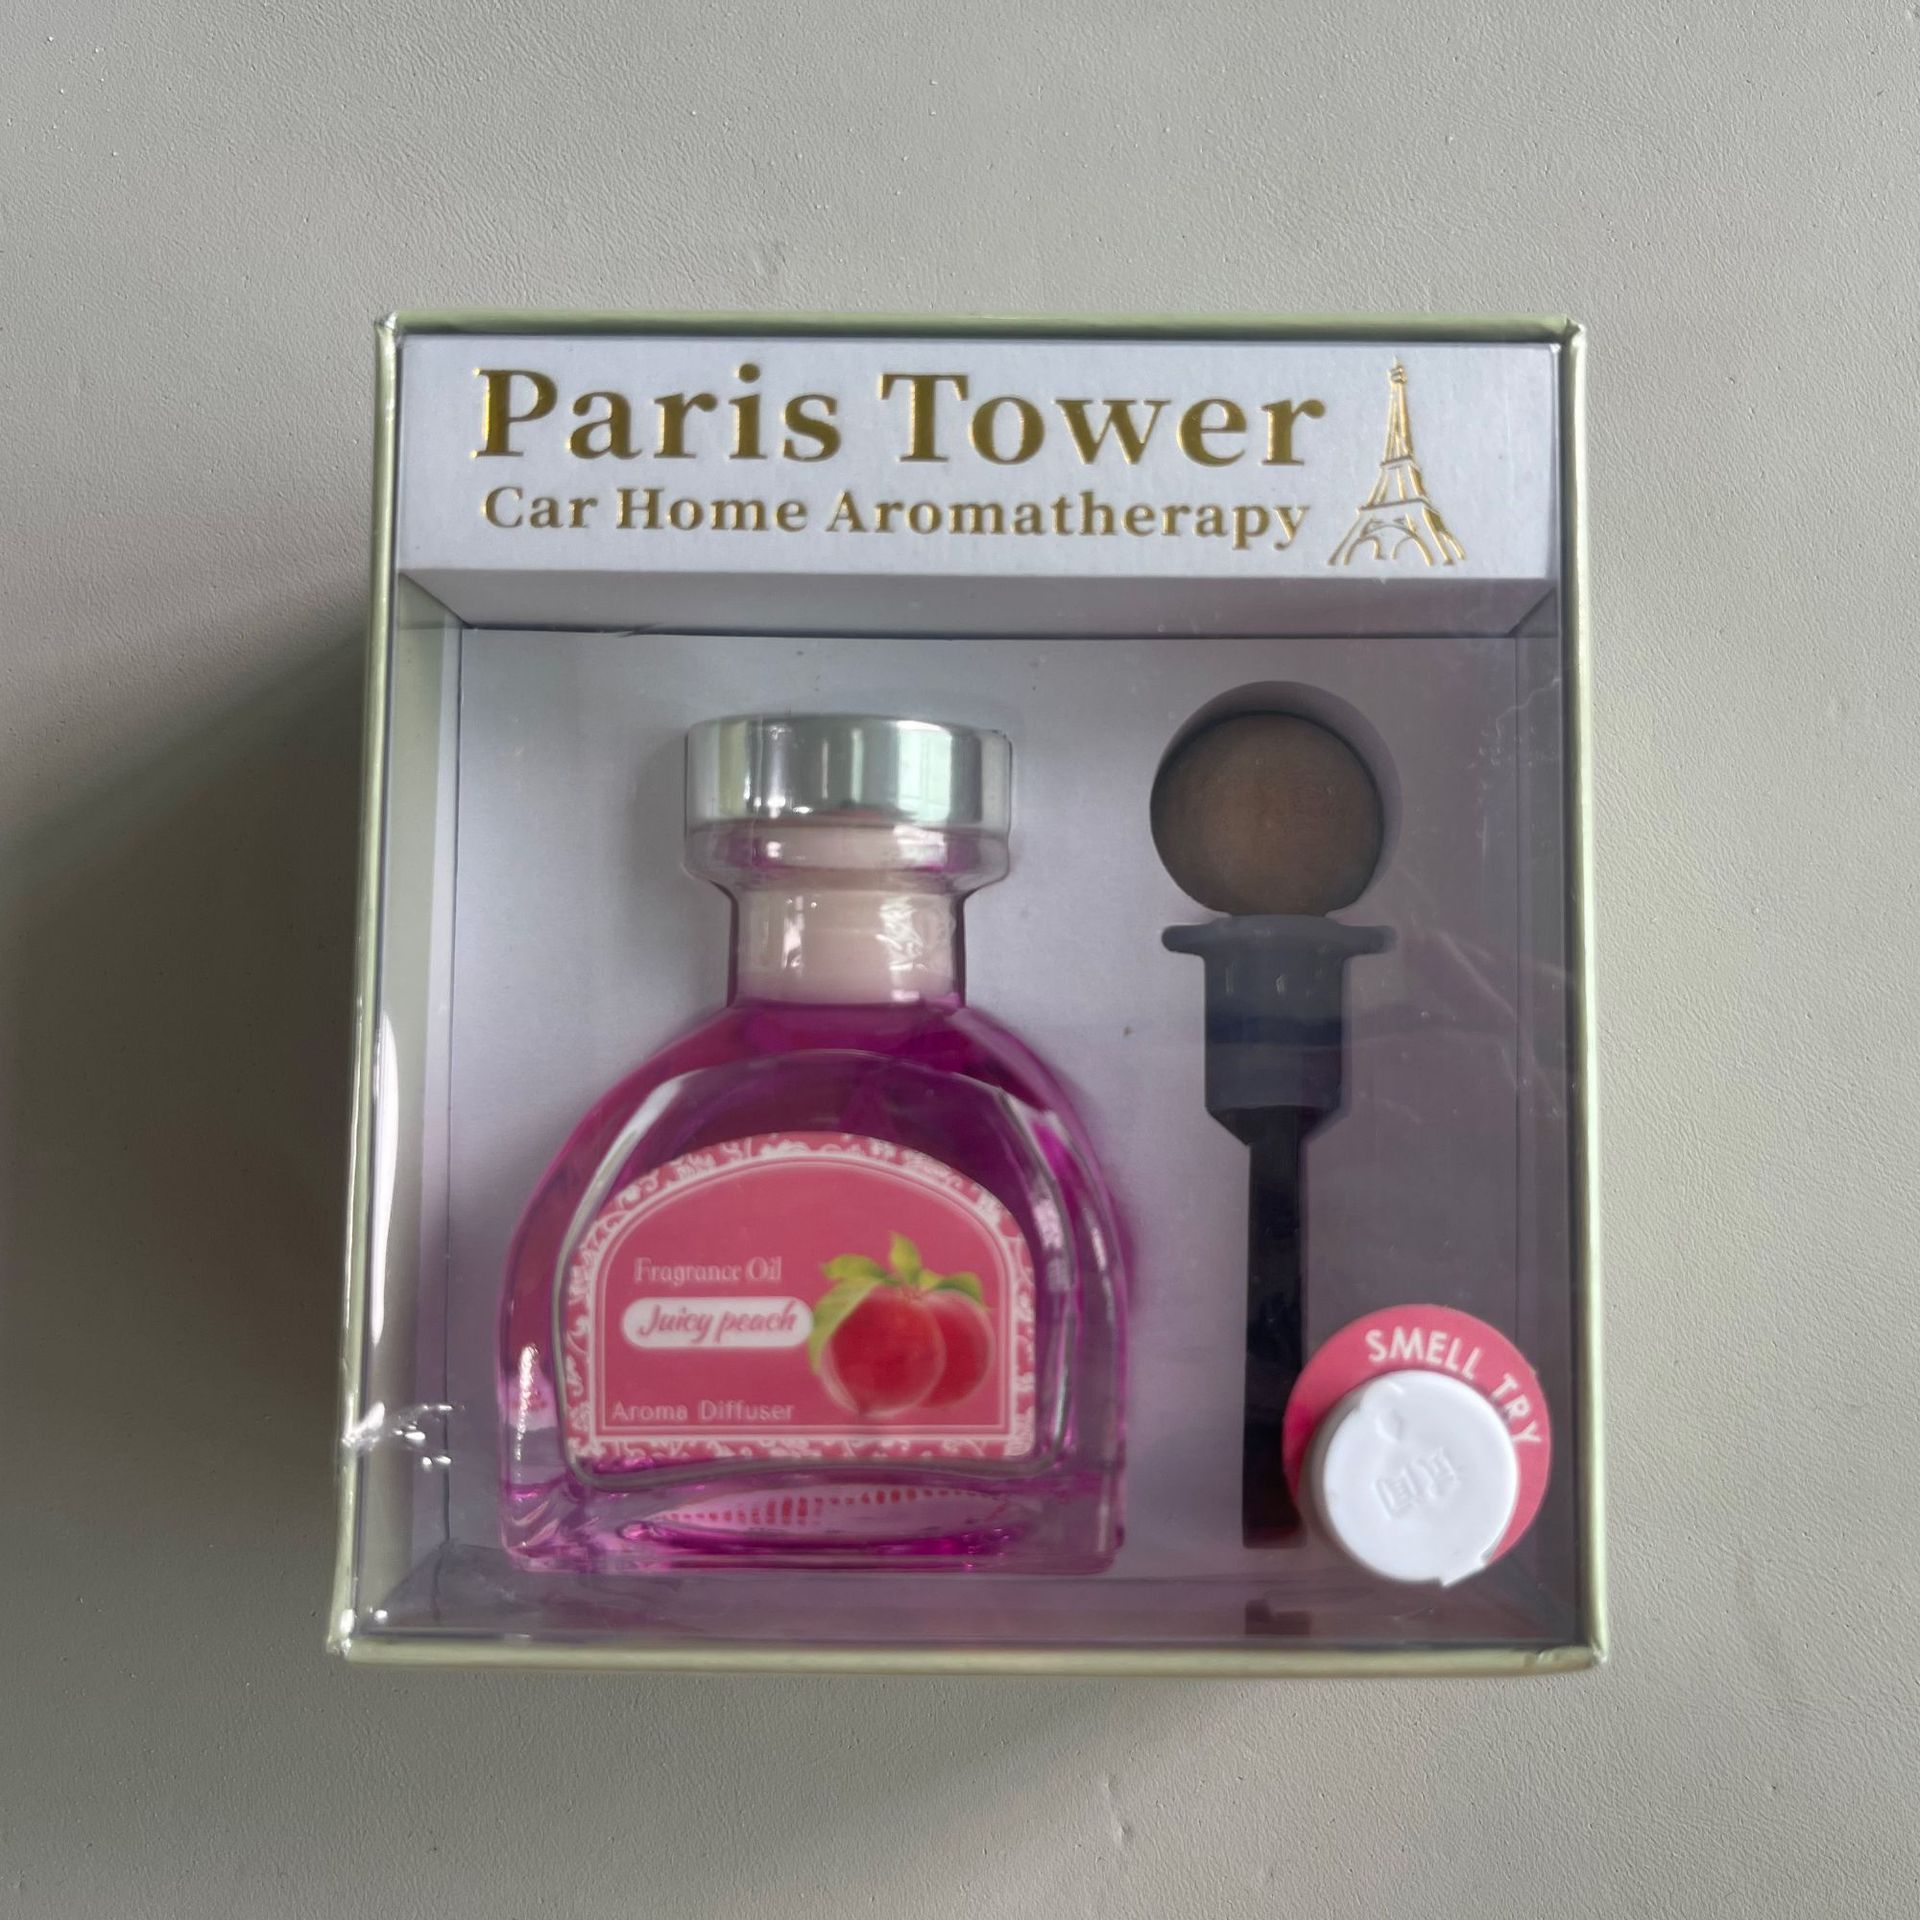 Paris Tower
Car Home Aromatherapy
Fragrance Oil
Juicy peach
Aroma Diffuser
SMELL TRY